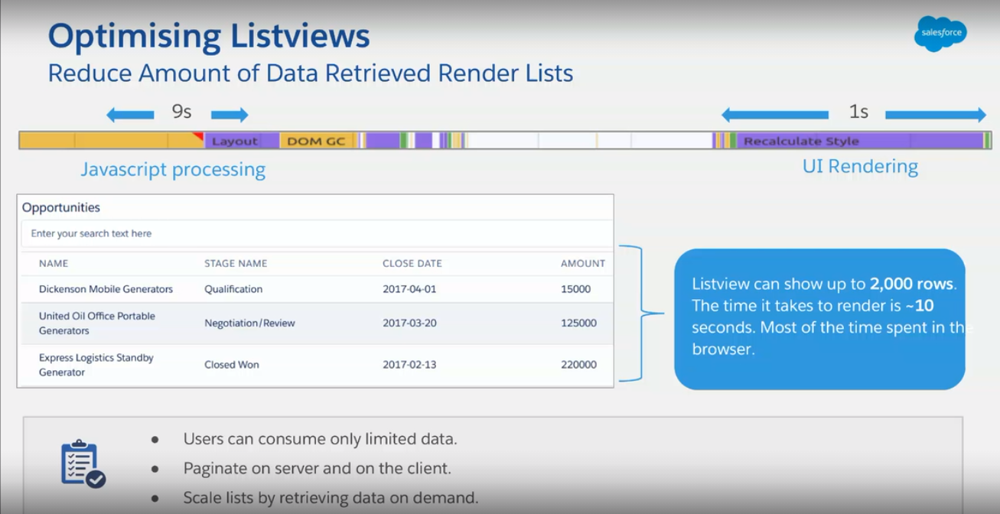 Optimising Listviews
salesforce
Reduce Amount of Data Retrieved Render Lists
9s
1s
Layout
DOM GC
Recalculate Style
Javascript processing
UI Rendering
Opportunities
Enter your search text here
NAME STAGE NAME CLOSE DATE AMOUNT
Dickenson Mobile Generators Qualification 2017-04-01 15000
United Oil Office Portable
Generators
Negotiation/Review 2017-03-20 125000
Express Logistics Standby
Generator
Closed Won 2017-02-13 220000
Listview can show up to 2,000 rows.
The time it takes to render is ~10
seconds. Most of the time spent in the
browser.
● Users can consume only limited data.
● Paginate on server and on the client.
● Scale lists by retrieving data on demand.